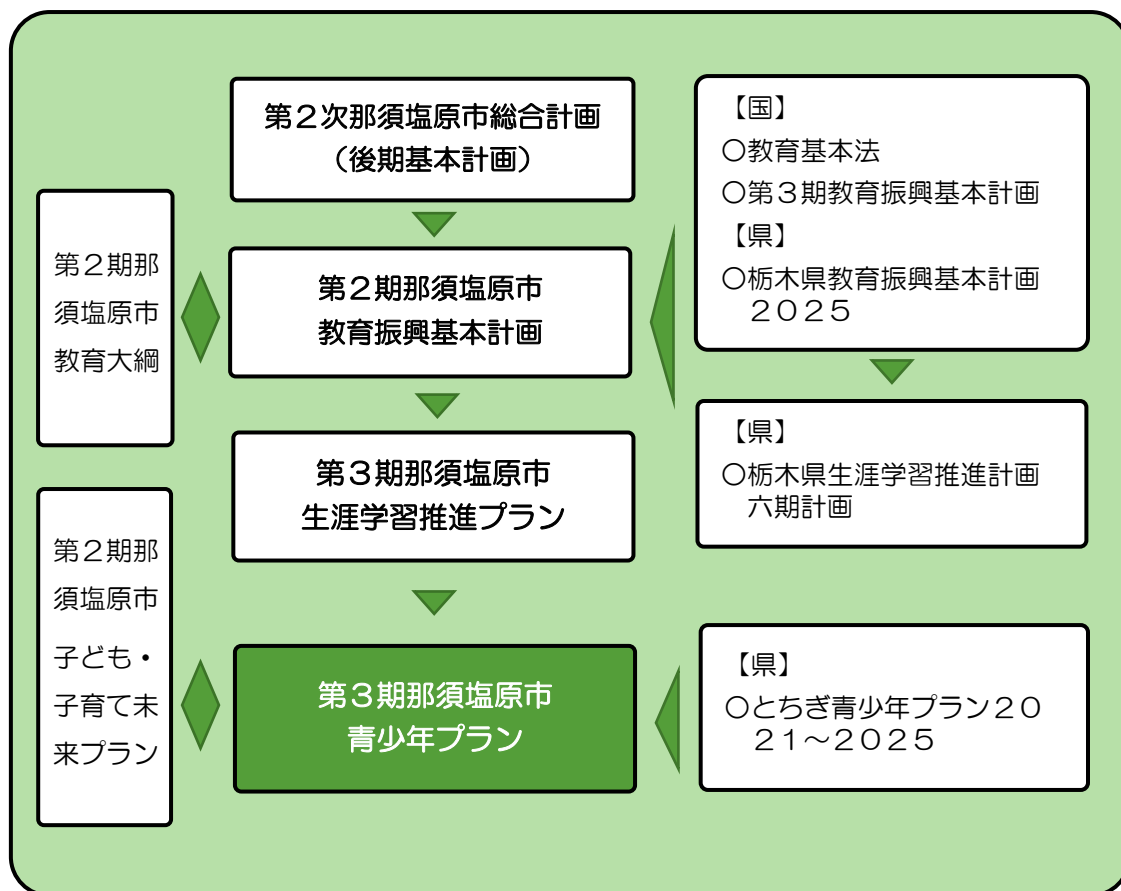 第２次那須塩原市総合計画
（後期基本計画）
第２期那
須塩原市
教育大綱
第２期那須塩原市
教育振興基本計画
【国】
〇教育基本法
〇第３期教育振興基本計画
【県】
〇栃木県教育振興基本計画
２０２５
第３期那須塩原市
生涯学習推進プラン
【県】
〇栃木県生涯学習推進計画
六期計画
第２期那
須塩原市
子ども・
子育て未
来プラン
第３期那須塩原市
青少年プラン
【県】
〇とちぎ青少年プラン２０
２１～２０２５